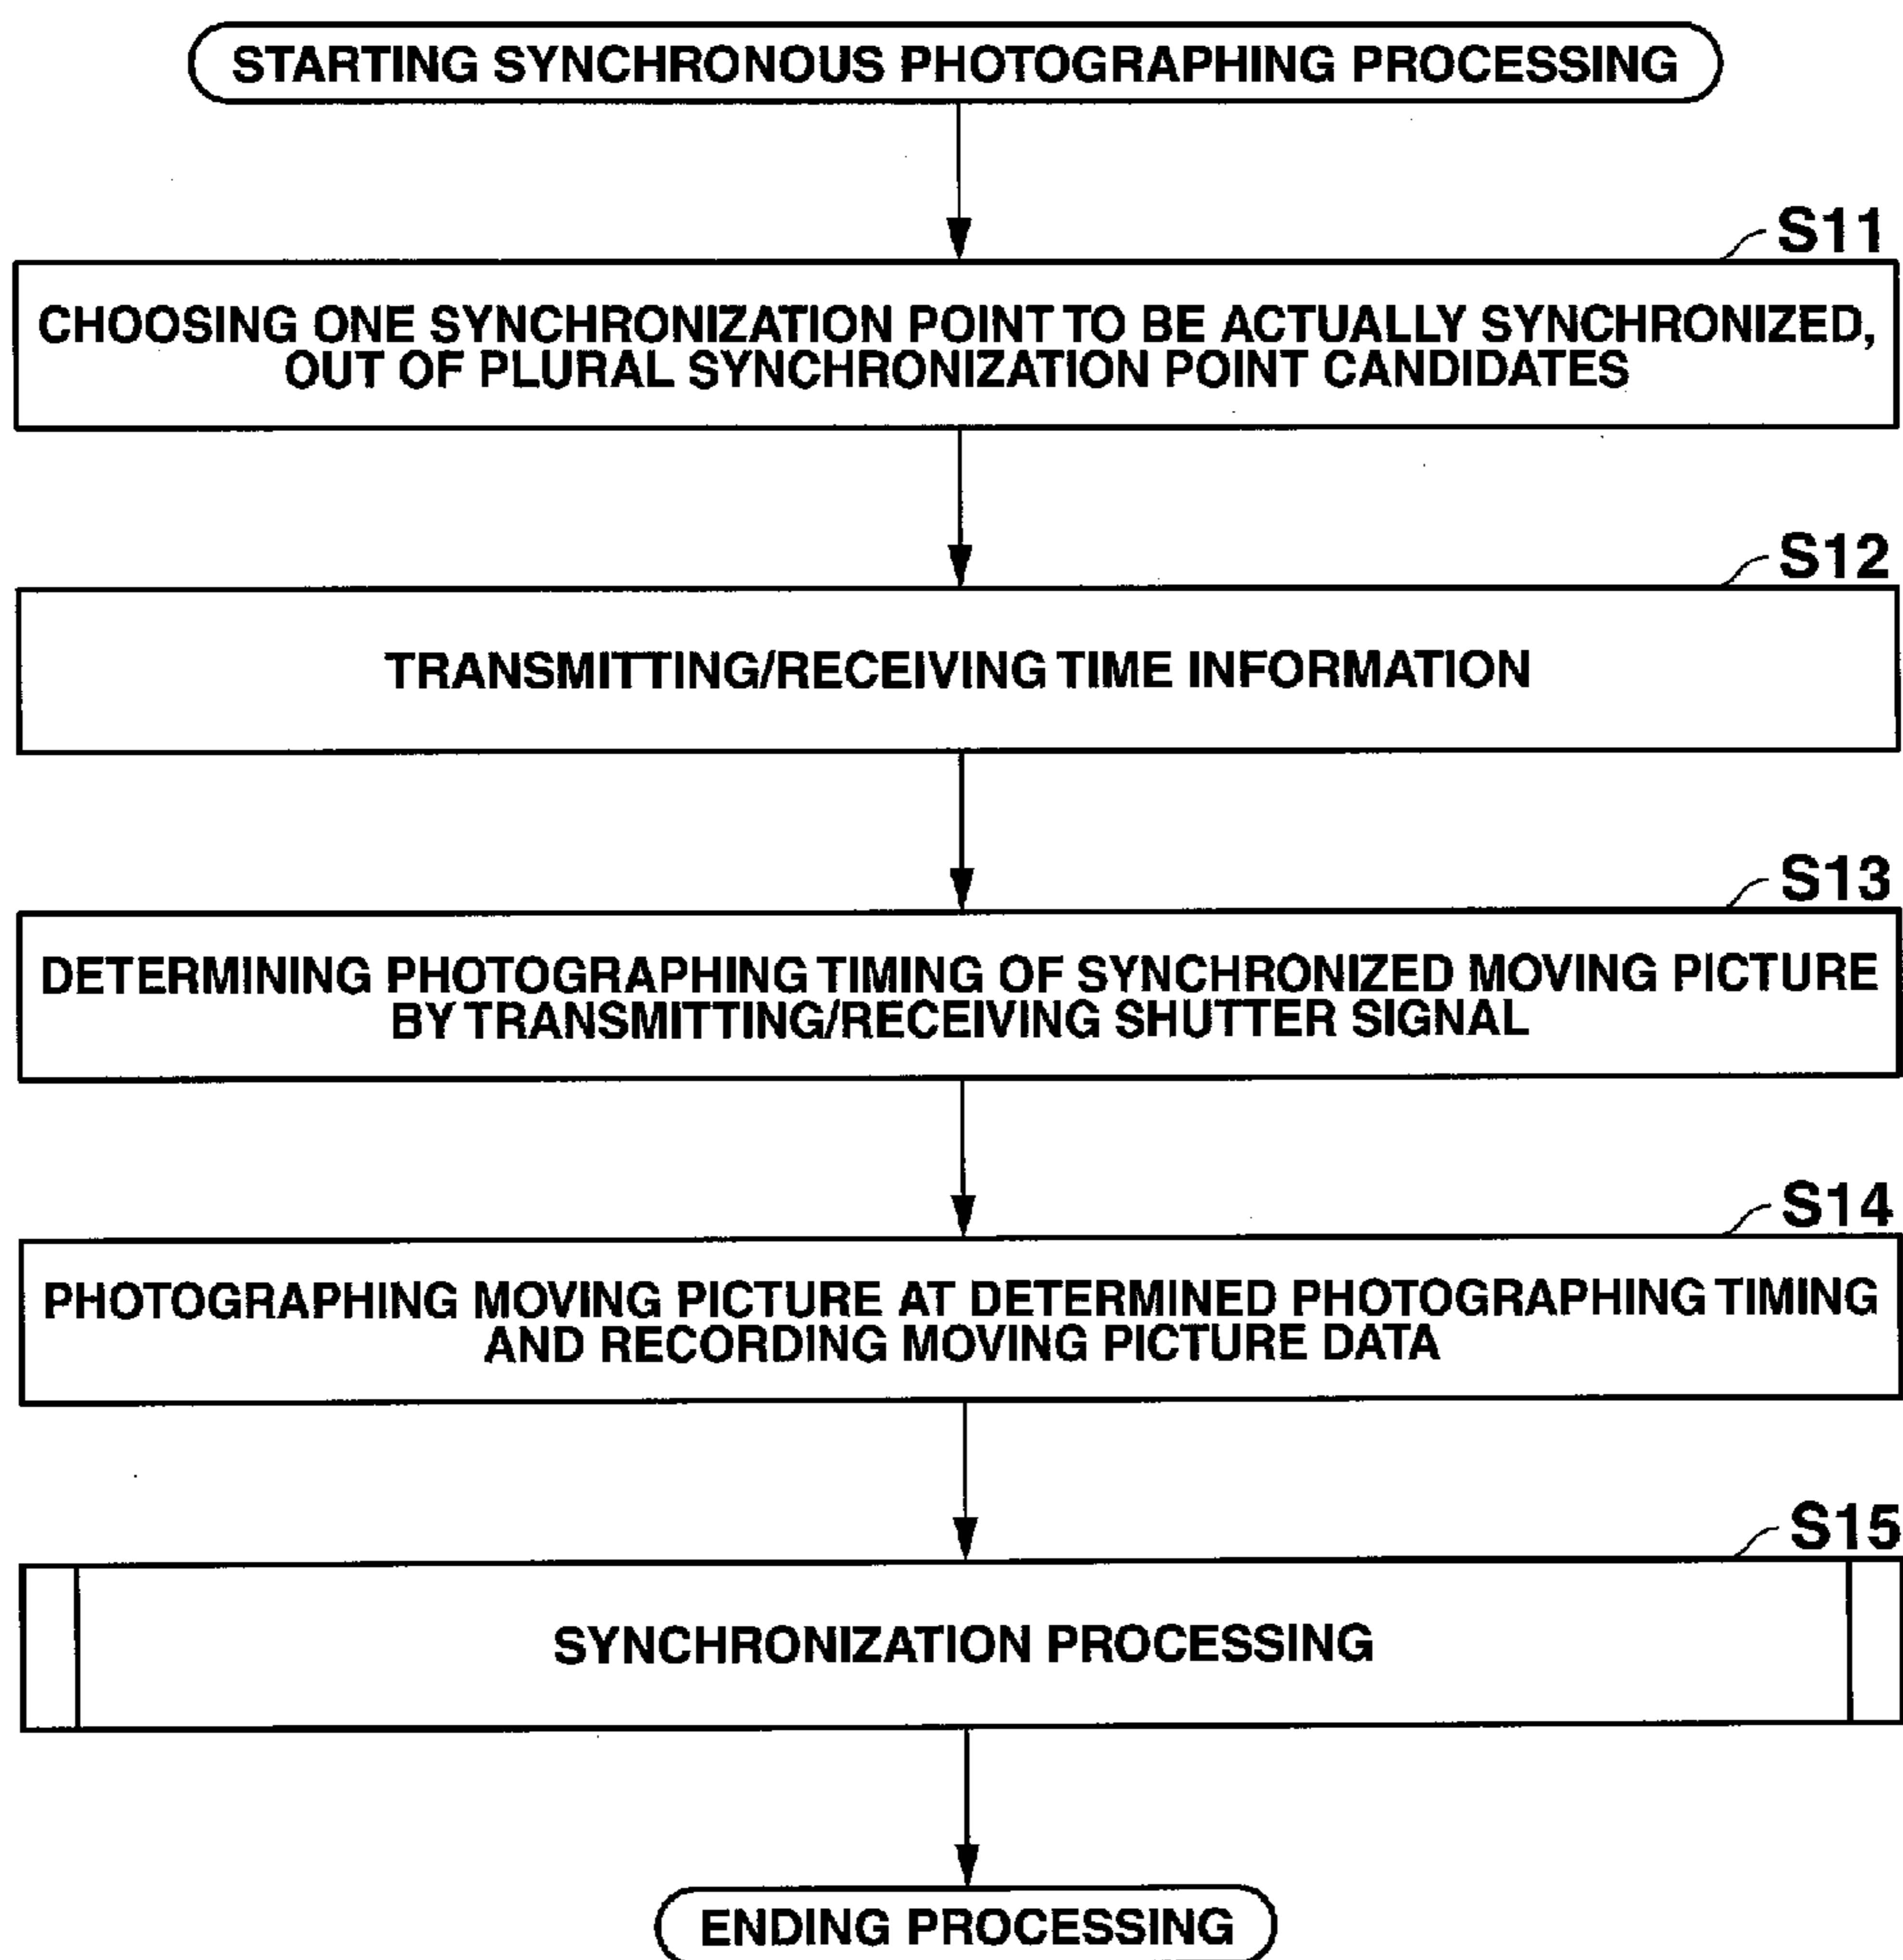 STARTING SYNCHRONOUS PHOTOGRAPHING PROCESSING
S11
CHOOSING ONE SYNCHRONIZATION POINT TO BE ACTUALLY SYNCHRONIZED,
OUT OF PLURAL SYNCHRONIZATION POINT CANDIDATES
S12
TRANSMITTING/RECEIVING TIME INFORMATION
S13
DETERMINING PHOTOGRAPHING TIMING OF SYNCHRONIZED MOVING PICTURE
BY TRANSMITTING/RECEIVING SHUTTER SIGNAL
S14
PHOTOGRAPHING MOVING PICTURE AT DETERMINED PHOTOGRAPHING TIMING
AND RECORDING MOVING PICTURE DATA
S15
SYNCHRONIZATION PROCESSING
ENDING PROCESSING